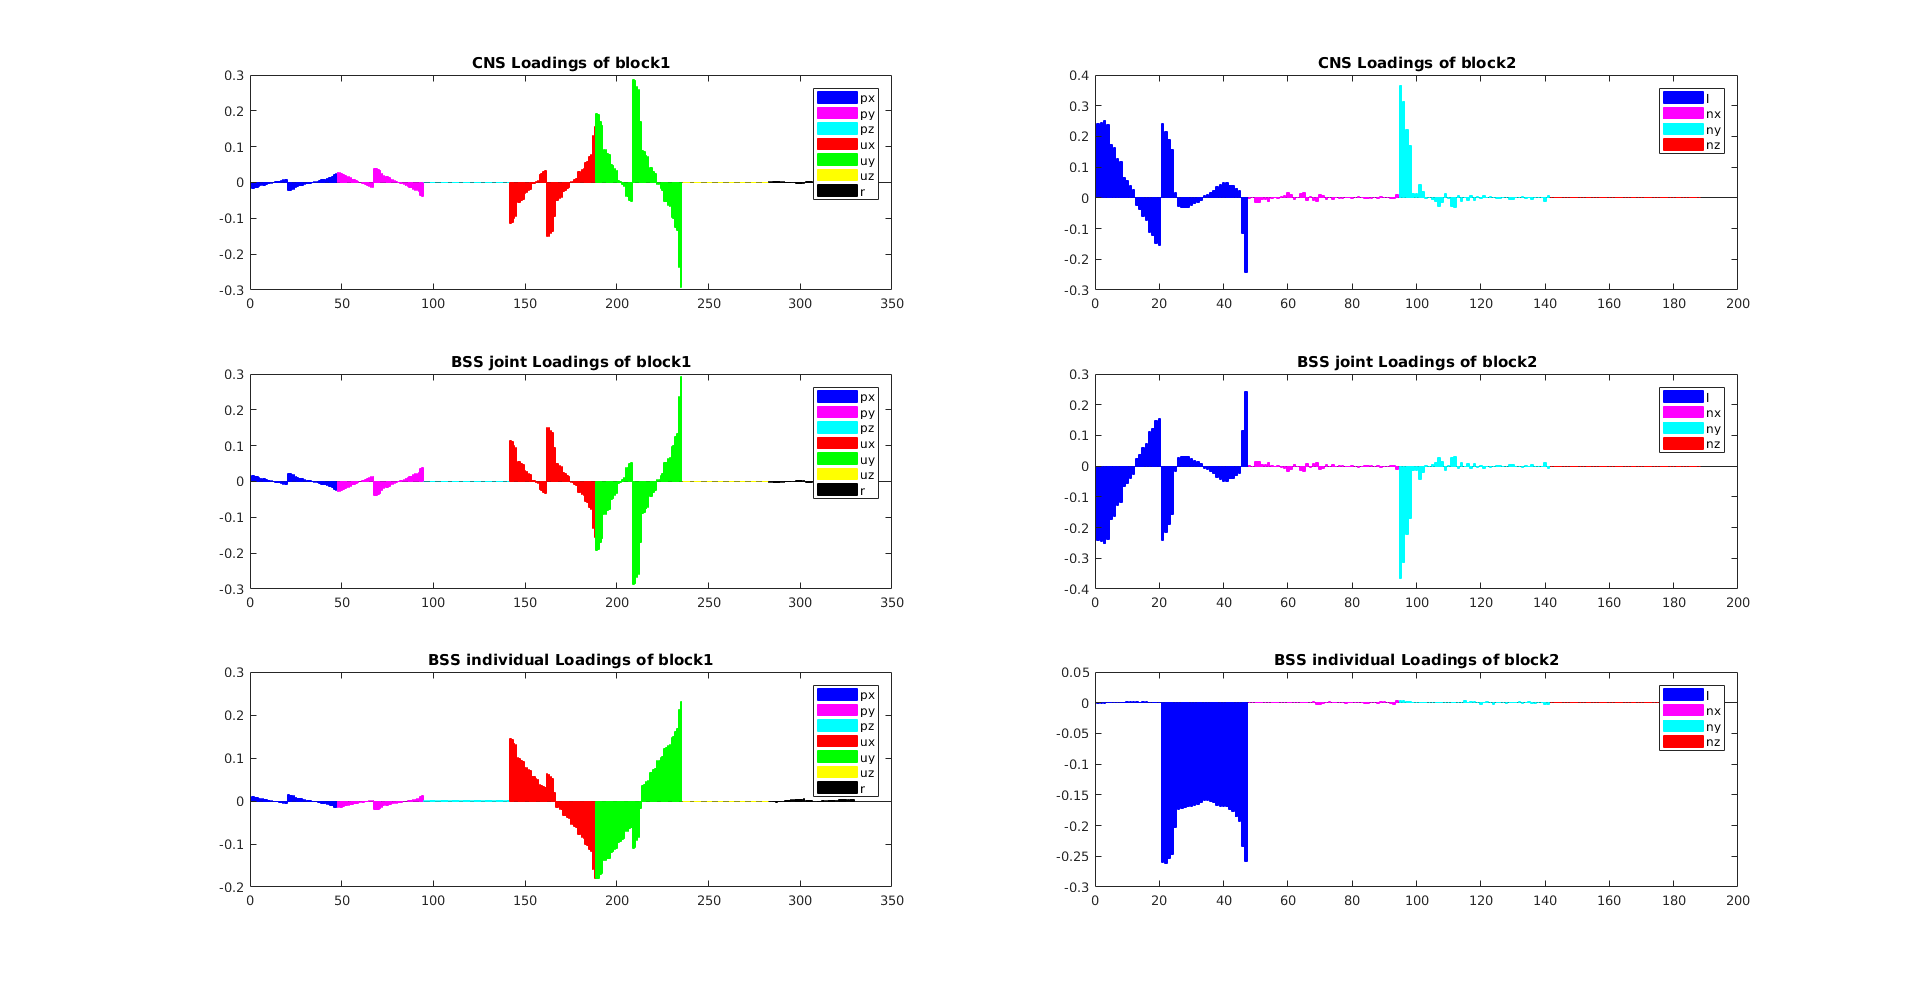 CNS Loadings of block1
0.3
0.2
0.1
0
-0.1
-0.2
-0.3
0 50 100 150 200 250 300 350
px
py
pz
ux
uy
uz
r
CNS Loadings of block2
0.4
0.3
0.2
0.1
0
-0.1
-0.2
-0.3
0 20 40 60 80 100 120 140 160 180 200
l
nx
ny
nz
BSS joint Loadings of block1
0.3
0.2
0.1
0
-0.1
-0.2
-0.3
0 50 100 150 200 250 300 350
px
py
pz
ux
uy
uz
r
BSS joint Loadings of block2
0.3
0.2
0.1
0
-0.1
-0.2
-0.3
-0.4
0 20 40 60 80 100 120 140 160 180 200
l
nx
ny
nz
BSS individual Loadings of block1
0.3
0.2
0.1
0
-0.1
-0.2
0 50 100 150 200 250 300 350
px
py
pz
ux
uy
uz
r
BSS individual Loadings of block2
0.05
0
-0.05
-0.1
-0.15
-0.2
-0.25
-0.3
0 20 40 60 80 100 120 140 160 180 200
l
nx
ny
nz